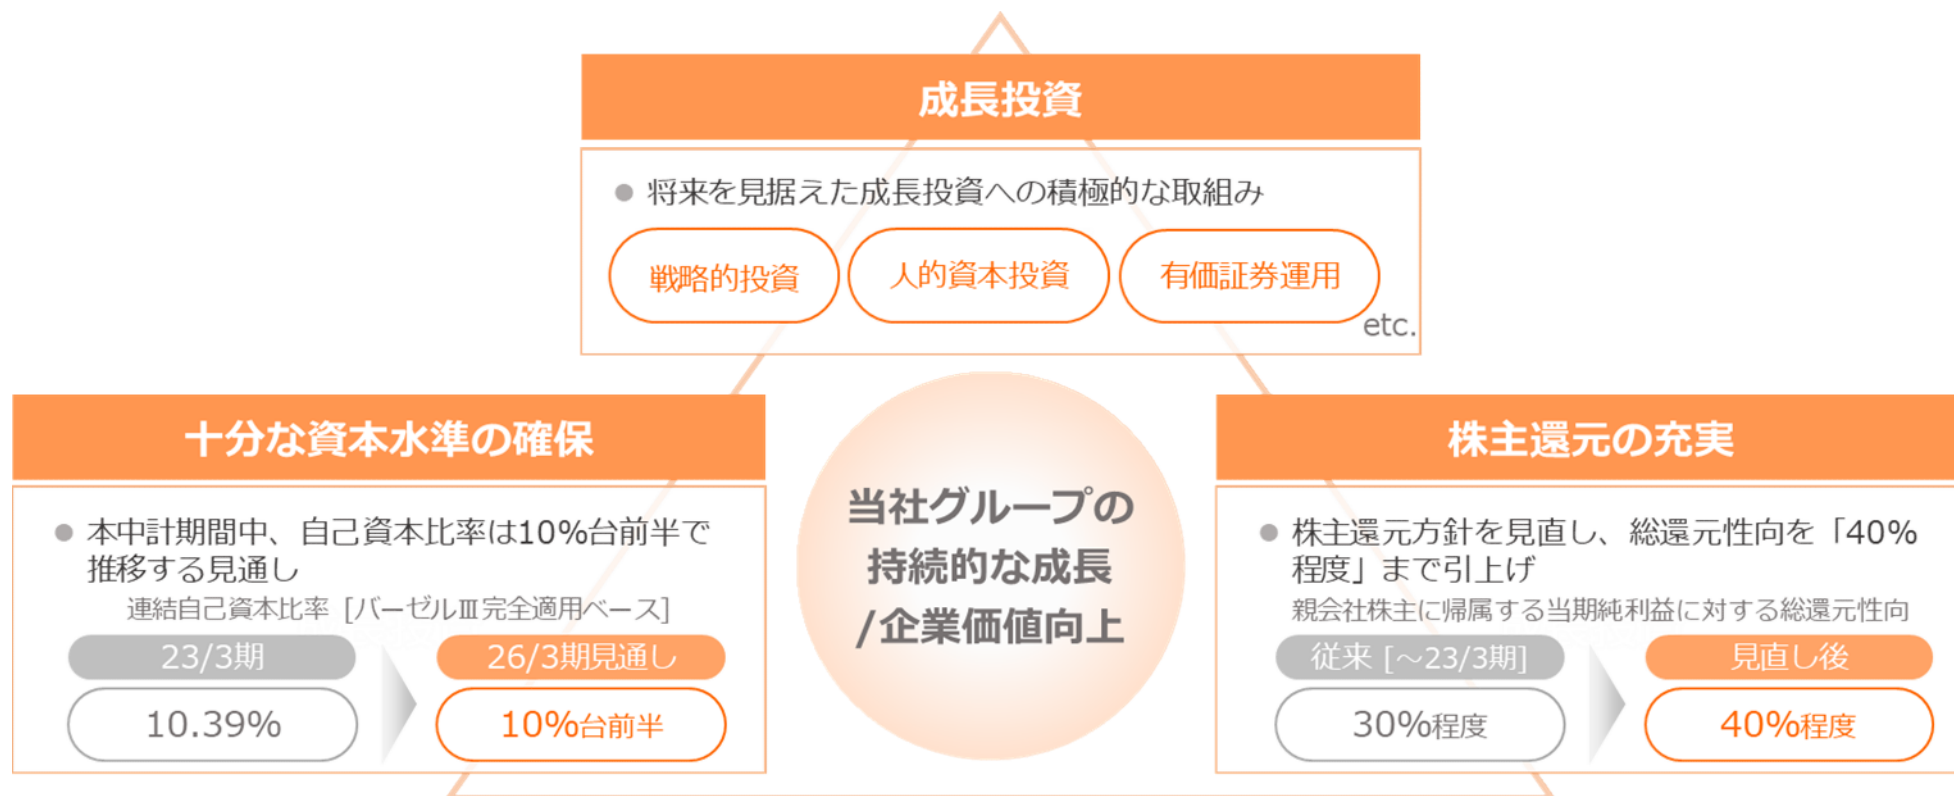 成長投資
● 将来を見据えた成長投資への積極的な取組み
戦略的投資
人的資本投資
有価証券運用
etc.
十分な資本水準の確保
● 本中計期間中、自己資本比率は10%台前半で
推移する見通し
連結自己資本比率 [バーゼルⅢ完全適用ベース]
23/3期
26/3期見通し
10.39%
10%台前半
当社グループの
持続的な成長
/企業価値向上
株主還元の充実
● 株主還元方針を見直し、総還元性向を「40%
程度」まで引上げ
親会社株主に帰属する当期純利益に対する総還元性向
従来 [～23/3期]
見直し後
30%程度
40%程度